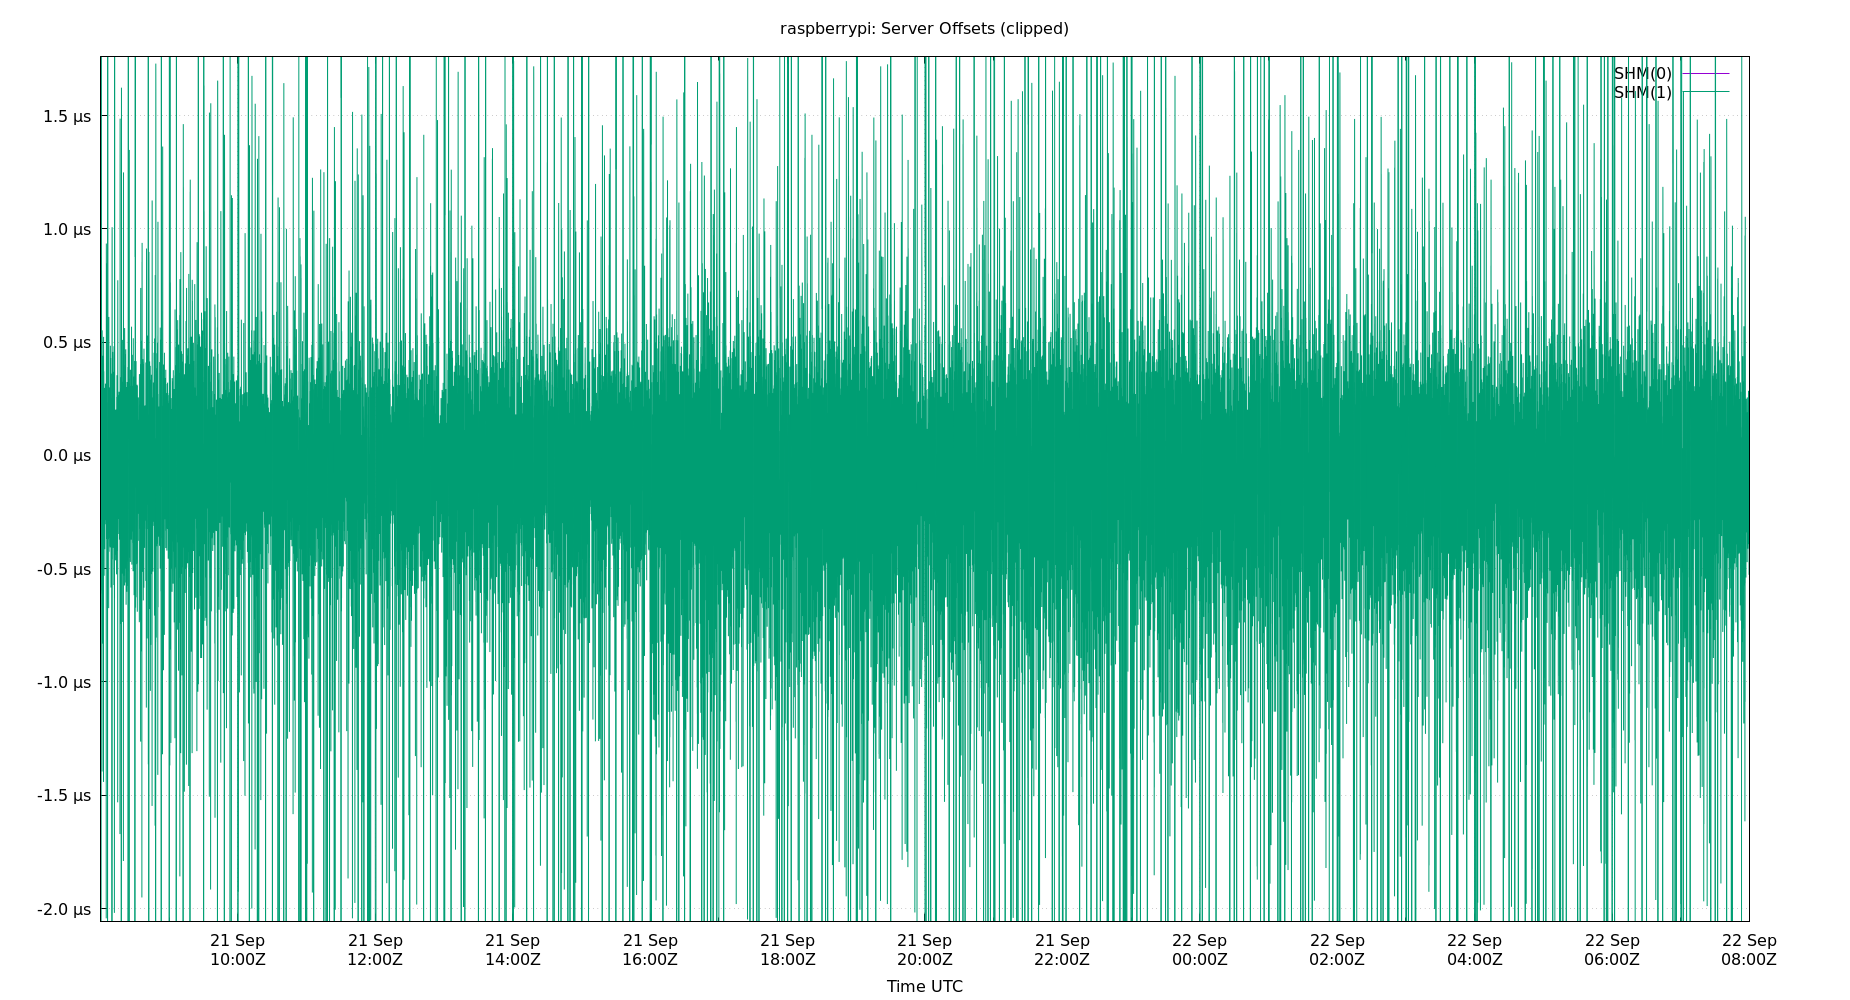 raspberrypi: Server Offsets (clipped)
SHM(0)
SHM(1)
1.5 µs
1.0 µs
0.5 µs
0.0 µs
-0.5 µs
-1.0 µs
-1.5 µs
-2.0 µs
21 Sep 21 Sep 21 Sep 21 Sep 21 Sep 21 Sep 21 Sep 22 Sep 22 Sep 22 Sep 22 Sep 22 Sep
10:00Z 12:00Z 14:00Z 16:00Z 18:00Z 20:00Z 22:00Z 00:00Z 02:00Z 04:00Z 06:00Z 08:00Z
Time UTC